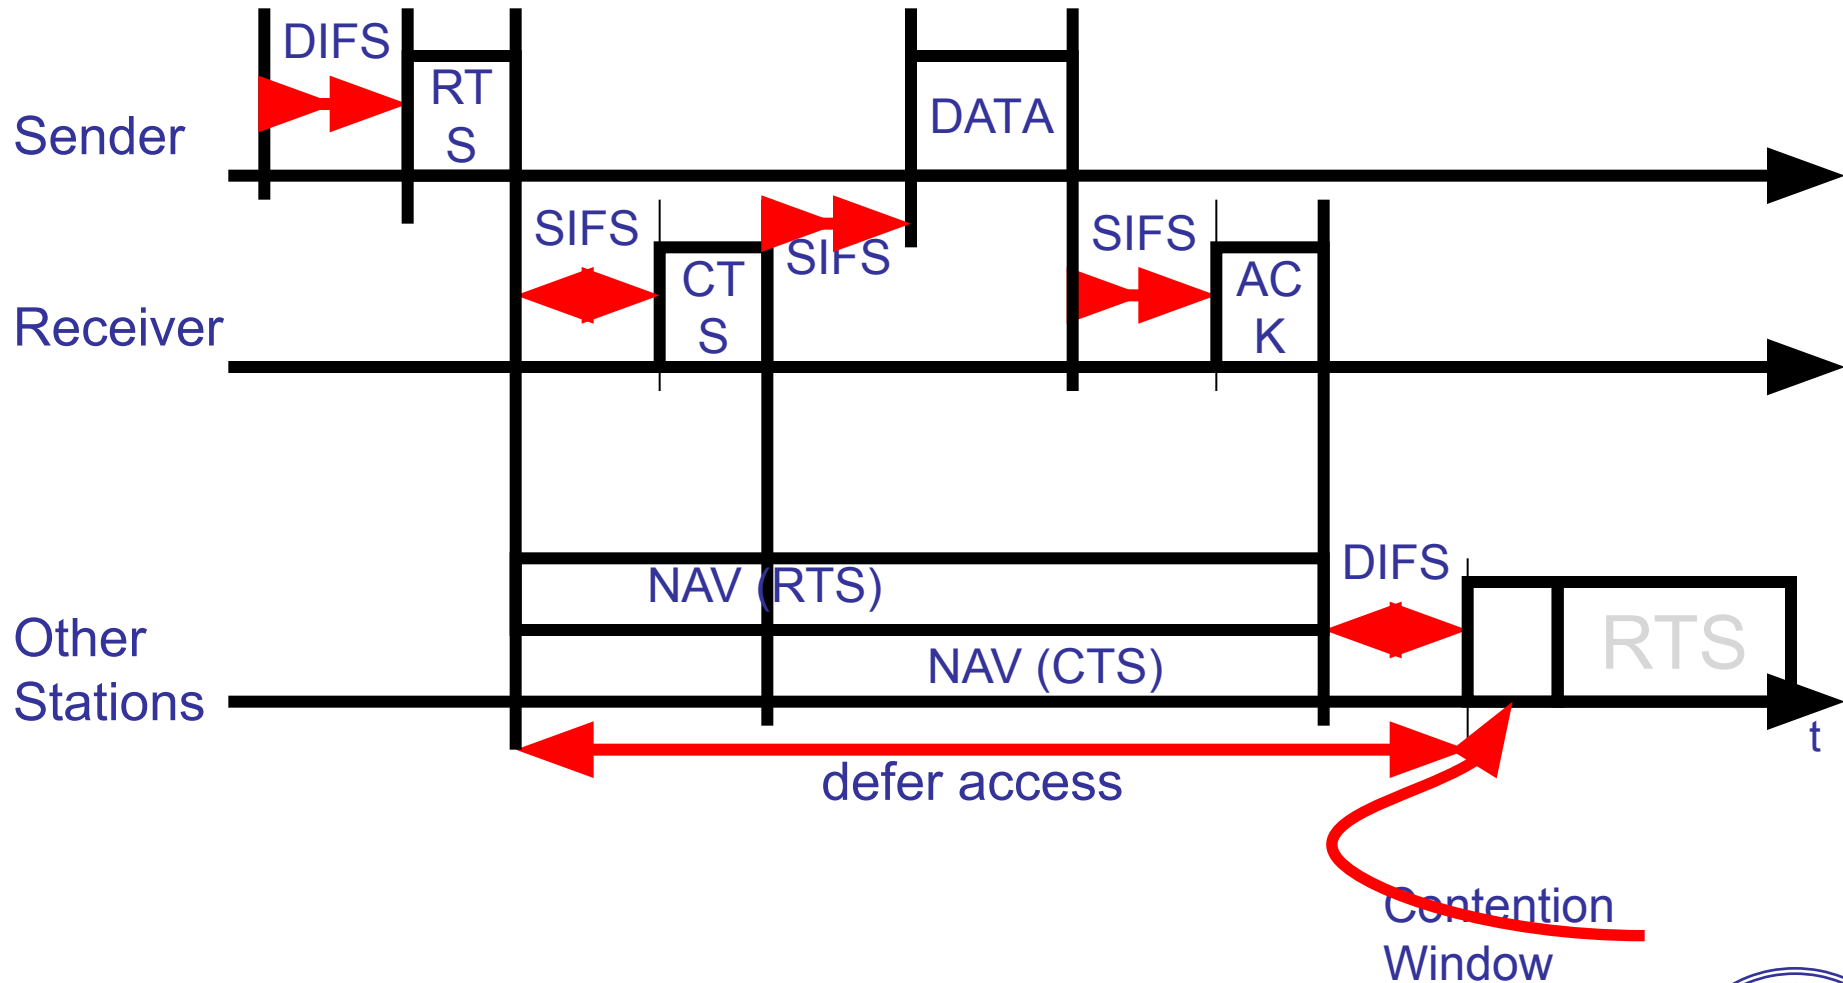 DIFS
RT
S
DATA
Sender
SIFS
SIFS
SIFS
CT
S
AC
K
Receiver
DIFS
NAV (RTS)
Other
Stations
NAV (CTS)
RTS
t
defer access
Contention
Window